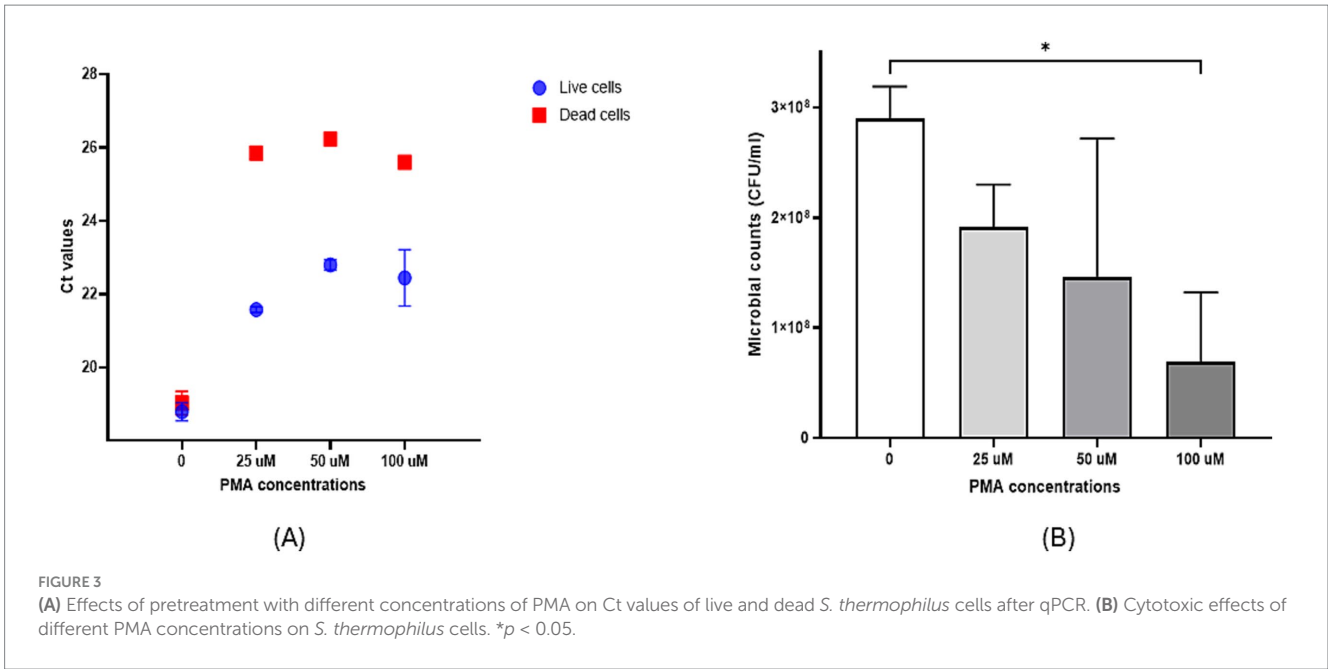 28
26
24
22
20
Ct values
0
25 uM
50 uM
100 uM
PMA concentrations
Live cells
Dead cells
(A)
*
3×10⁸
2×10⁸
1×10⁸
0
Microbial counts (CFU/ml)
0
25 uM
50 uM
100 uM
PMA concentrations
(B)
FIGURE 3
(A) Effects of pretreatment with different concentrations of PMA on Ct values of live and dead S. thermophilus cells after qPCR. (B) Cytotoxic effects of
different PMA concentrations on S. thermophilus cells. *p < 0.05.